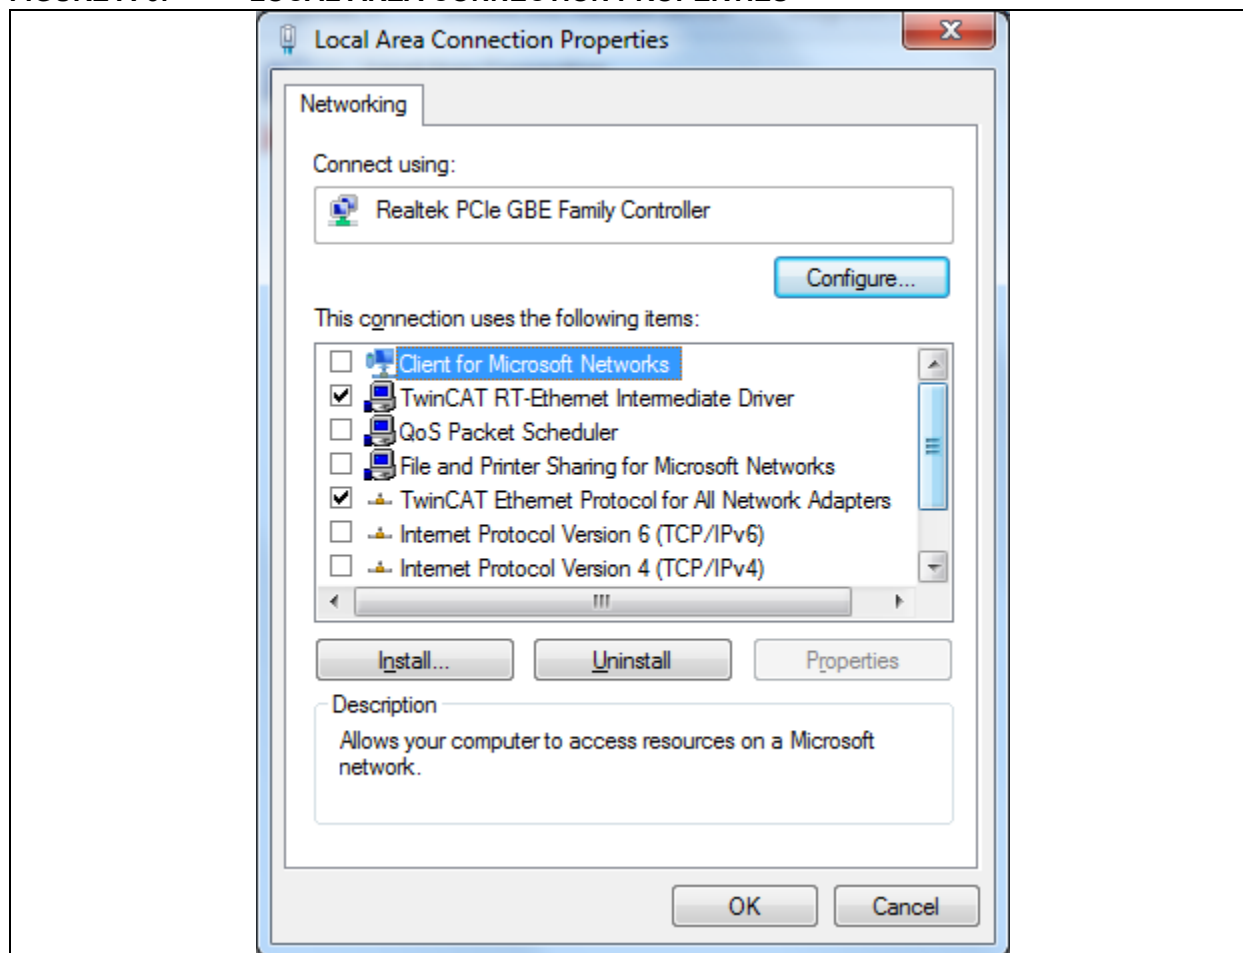 Local Area Connection Properties
Networking
Connect using:
Realtek PCIe GBE Family Controller
Configure...
This connection uses the following items:
Client for Microsoft Networks
TwinCAT RT-Ethernet Intermediate Driver
QoS Packet Scheduler
File and Printer Sharing for Microsoft Networks
TwinCAT Ethernet Protocol for All Network Adapters
Internet Protocol Version 6 (TCP/IPv6)
Internet Protocol Version 4 (TCP/IPv4)
Install... Uninstall Properties
Description
Allows your computer to access resources on a Microsoft
network.
OK Cancel